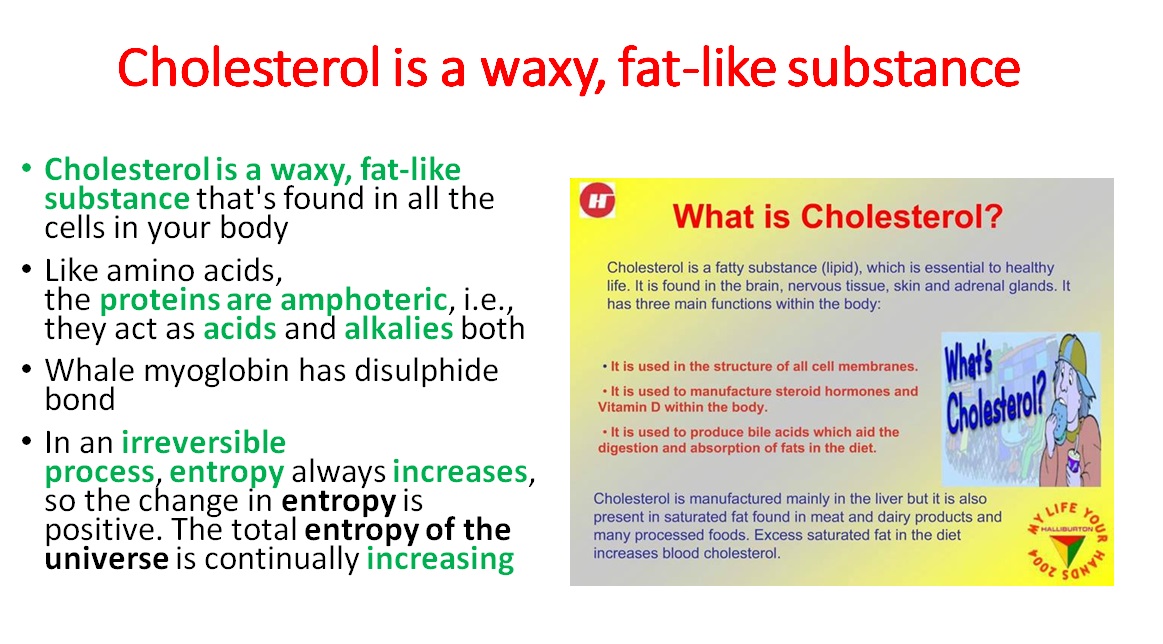 Cholesterol is a waxy, fat-like substance
• Cholesterol is a waxy, fat-like
substance that's found in all the
cells in your body
• Like amino acids,
the proteins are amphoteric, i.e.,
they act as acids and alkalies both
• Whale myoglobin has disulphide
bond
• In an irreversible
process, entropy always increases,
so the change in entropy is
positive. The total entropy of the
universe is continually increasing
H
What is Cholesterol?
Cholesterol is a fatty substance (lipid), which is essential to healthy
life. It is found in the brain, nervous tissue, skin and adrenal glands. It
has three main functions within the body:
• It is used in the structure of all cell membranes.
• It is used to manufacture steroid hormones and
Vitamin D within the body.
• It is used to produce bile acids which aid the
digestion and absorption of fats in the diet.
What's
Cholesterol?
Cholesterol is manufactured mainly in the liver but it is also
present in saturated fat found in meat and dairy products and
many processed foods. Excess saturated fat in the diet
increases blood cholesterol.
MY LIFE YOUR
HALLIBURTON
HANDS 2004